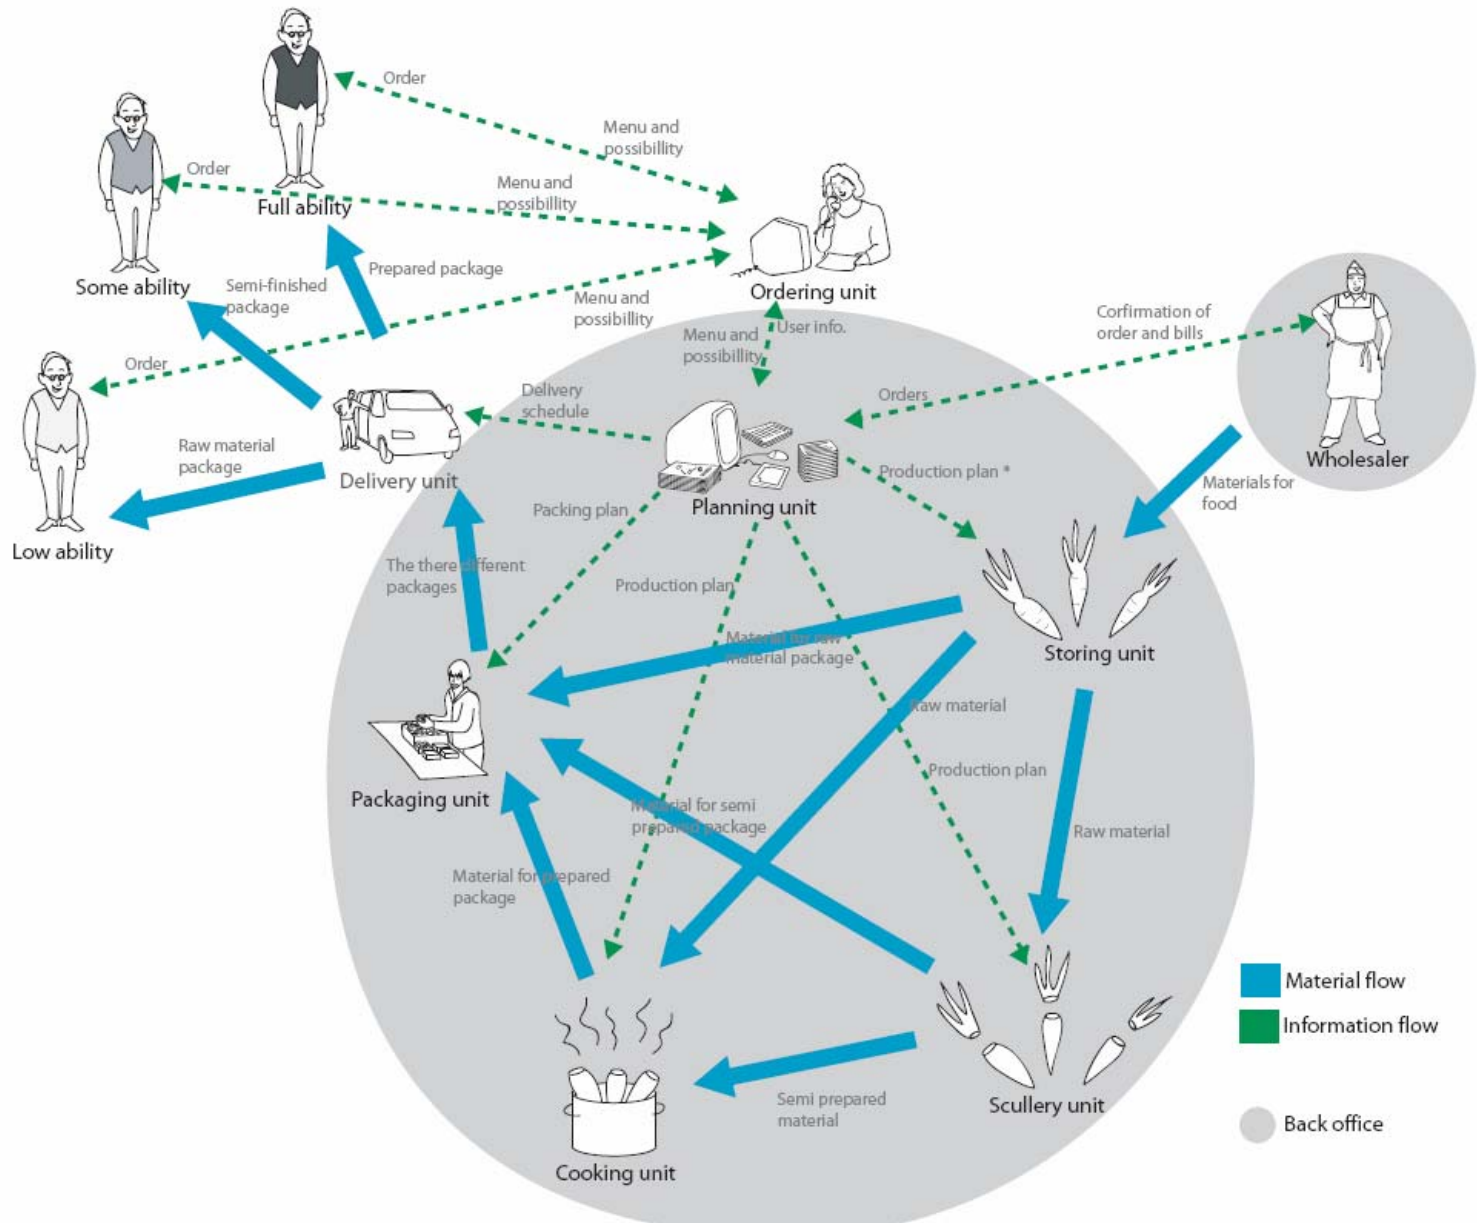 Order
Menu and
possibillity
Full ability
Order
Menu and
possibillity
Some ability
Semi-finished
package
Prepared package
Menu and
possibillity
Order
Ordering unit
Menu and
possibillity
User info.
Confirmation of
order and bills
Orders
Wholesaler
Materials for
food
Delivery
schedule
Raw material
package
Delivery unit
Low ability
Planning unit
Production plan *
Packing plan
The there different
packages
Production plan
Material for raw
material package
Storing unit
Raw material
Production plan
Raw material
Packaging unit
Material for semi
prepared package
Material for prepared
package
Semi prepared
material
Scullery unit
Cooking unit
Material flow
Information flow
Back office